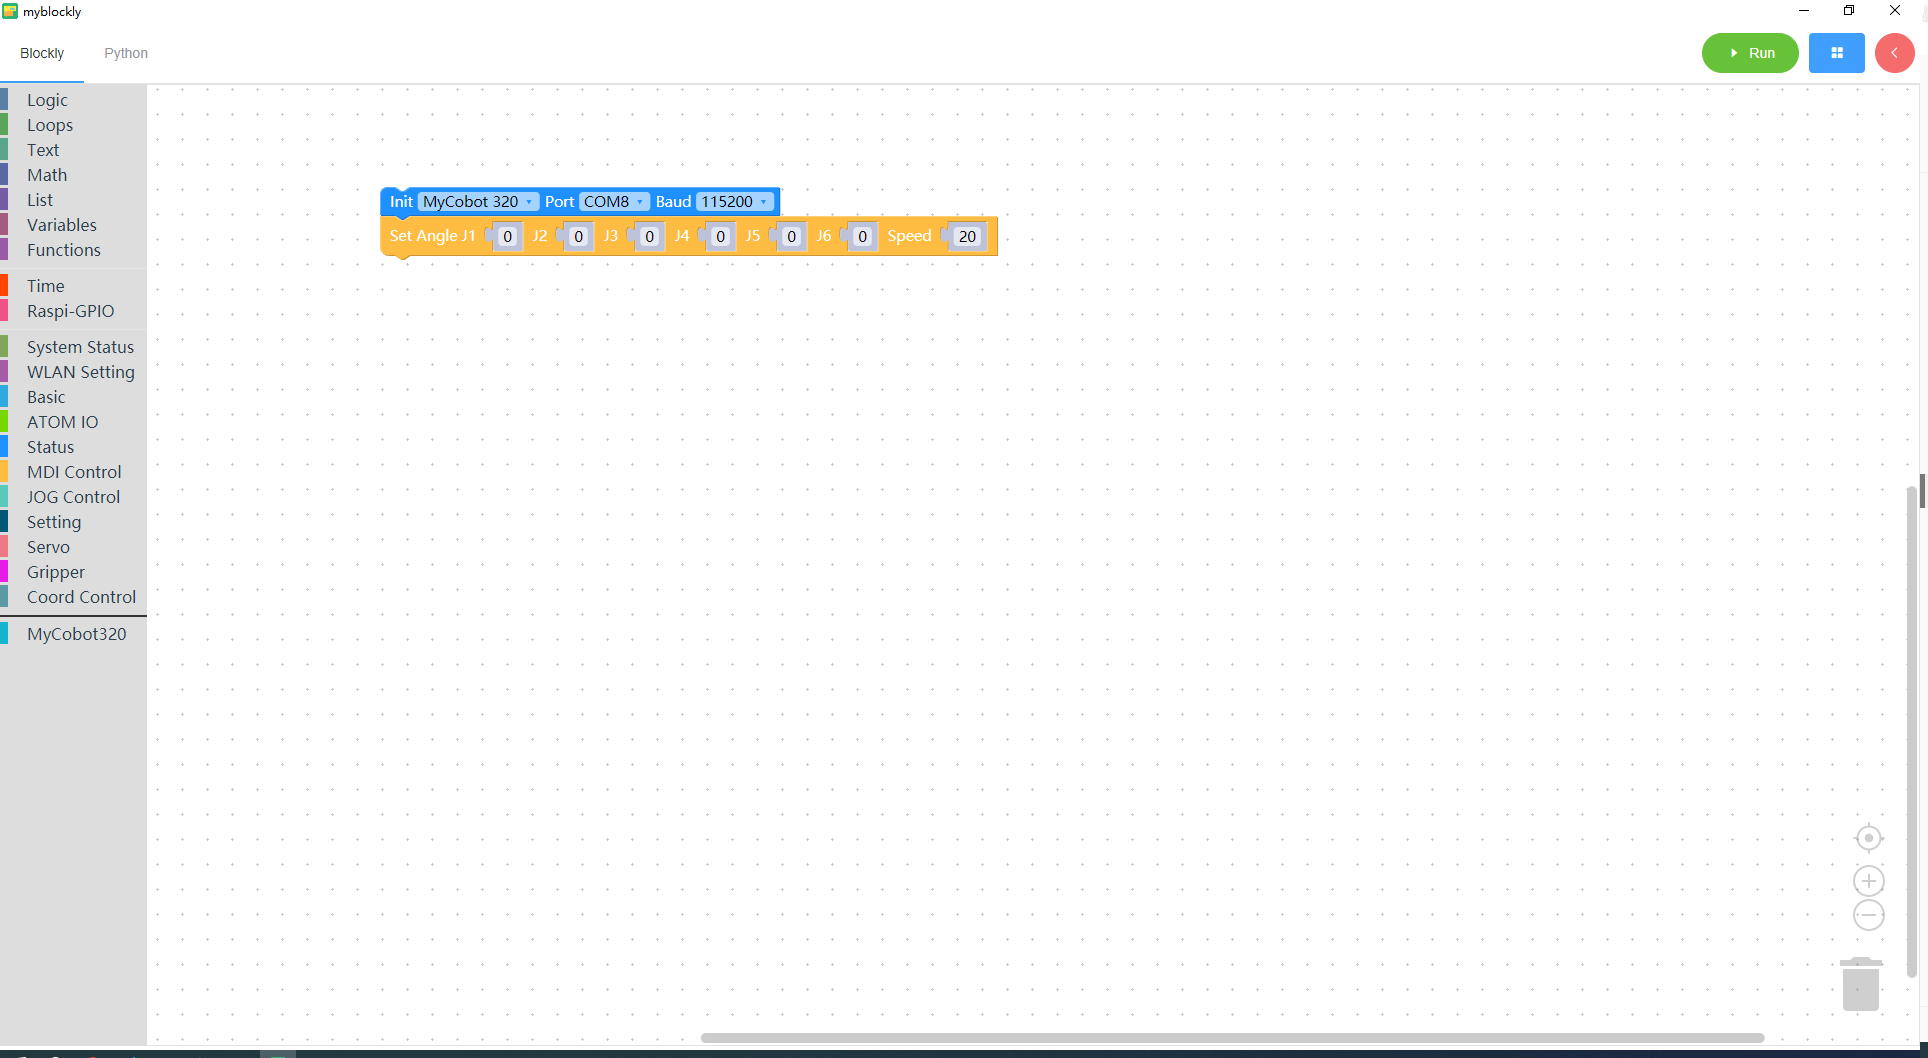 myblockly
Blockly Python Run
Logic
Loops
Text
Math
List
Variables
Functions
Time
Raspi-GPIO
System Status
WLAN Setting
Basic
ATOM IO
Status
MDI Control
JOG Control
Setting
Servo
Gripper
Coord Control
MyCobot320
Init MyCobot 320 Port COM8 Baud 115200
Set Angle J1 0 J2 0 J3 0 J4 0 J5 0 J6 0 Speed 20